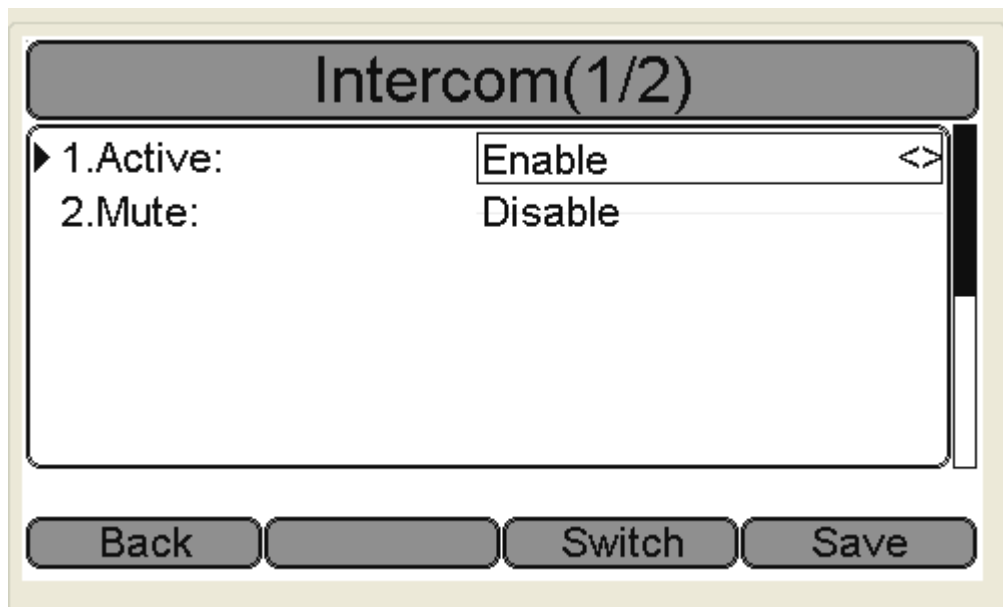 Intercom(1/2)
1.Active: Enable <>
2.Mute: Disable
Back Switch Save